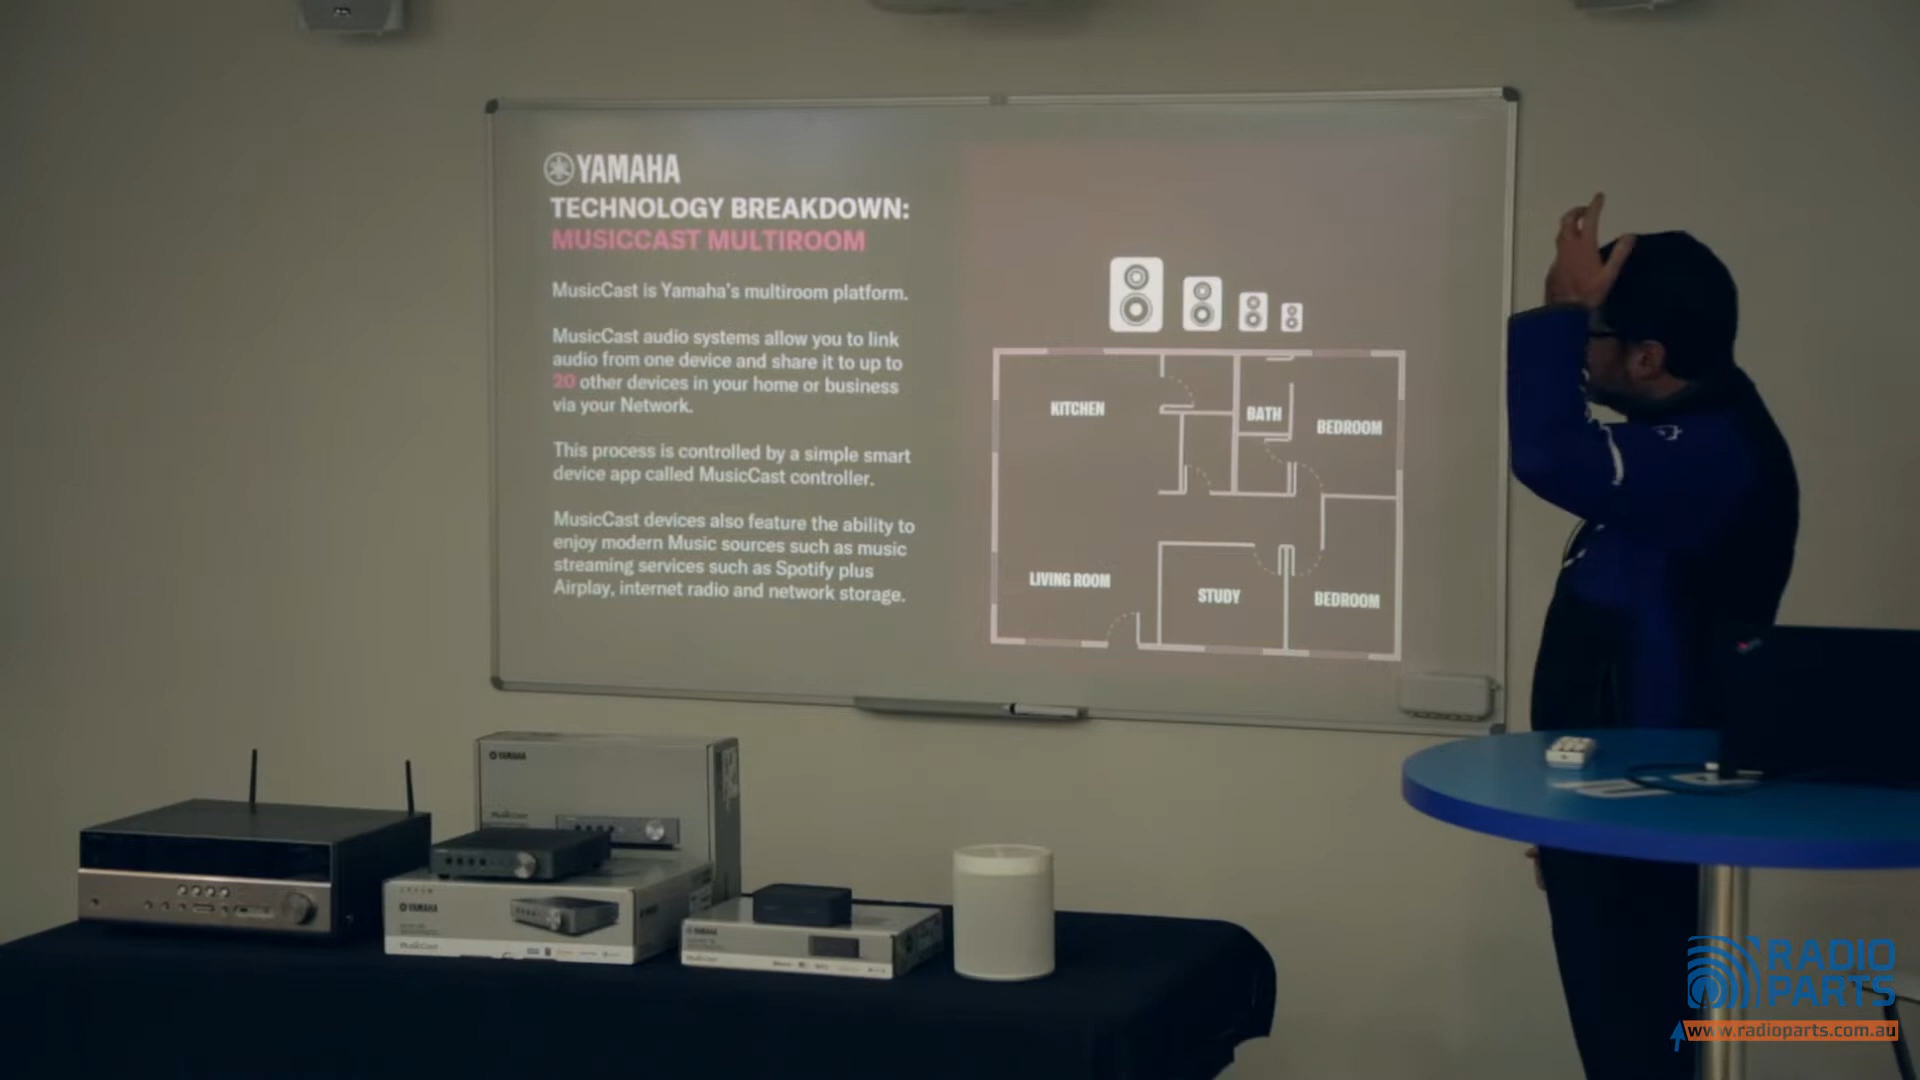 YAMAHA
TECHNOLOGY BREAKDOWN:
MUSICCAST MULTIROOM
MusicCast is Yamaha's multiroom platform.
MusicCast audio systems allow you to link
audio from one device and share it to up to
20 other devices in your home or business
via your Network.
This process is controlled by a simple smart
device app called MusicCast controller.
MusicCast devices also feature the ability to
enjoy modern Music sources such as music
streaming services such as Spotify plus
Airplay, internet radio and network storage.
KITCHEN
BATH
BEDROOM
LIVING ROOM
STUDY
BEDROOM
YAMAHA
MusicCast
YAMAHA
MusicCast
YAMAHA
MusicCast
RADIO
PARTS
www.radioparts.com.au